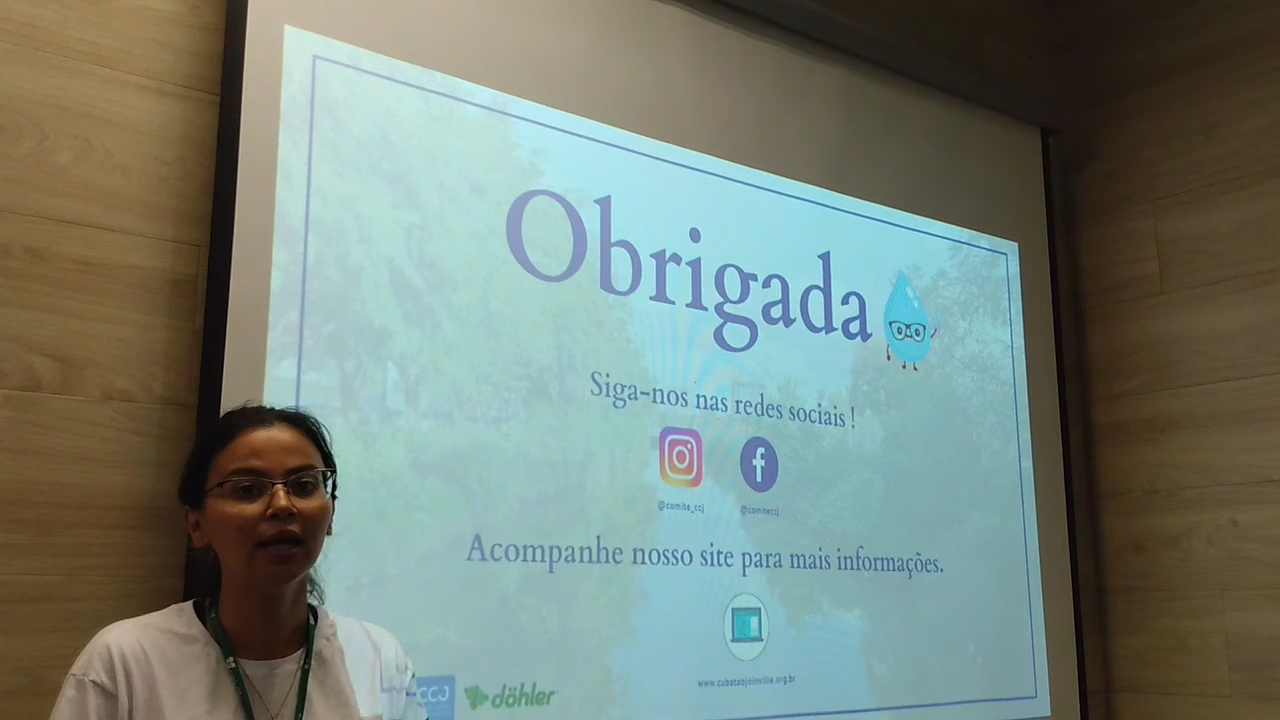 Obrigada
Siga-nos nas redes sociais !
@comite_ccj @comiteccj
Acompanhe nosso site para mais informações.
www.cubataojoinville.org.br
CCJ döhler